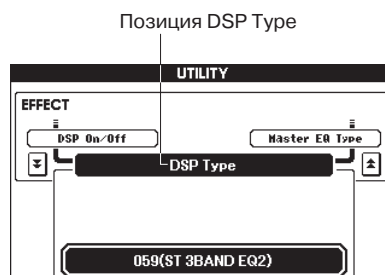 Позиция DSP Type
UTILITY
EFFECT
DSP On/Off
Master EQ Type
DSP Type
059(ST 3BAND EQ2)